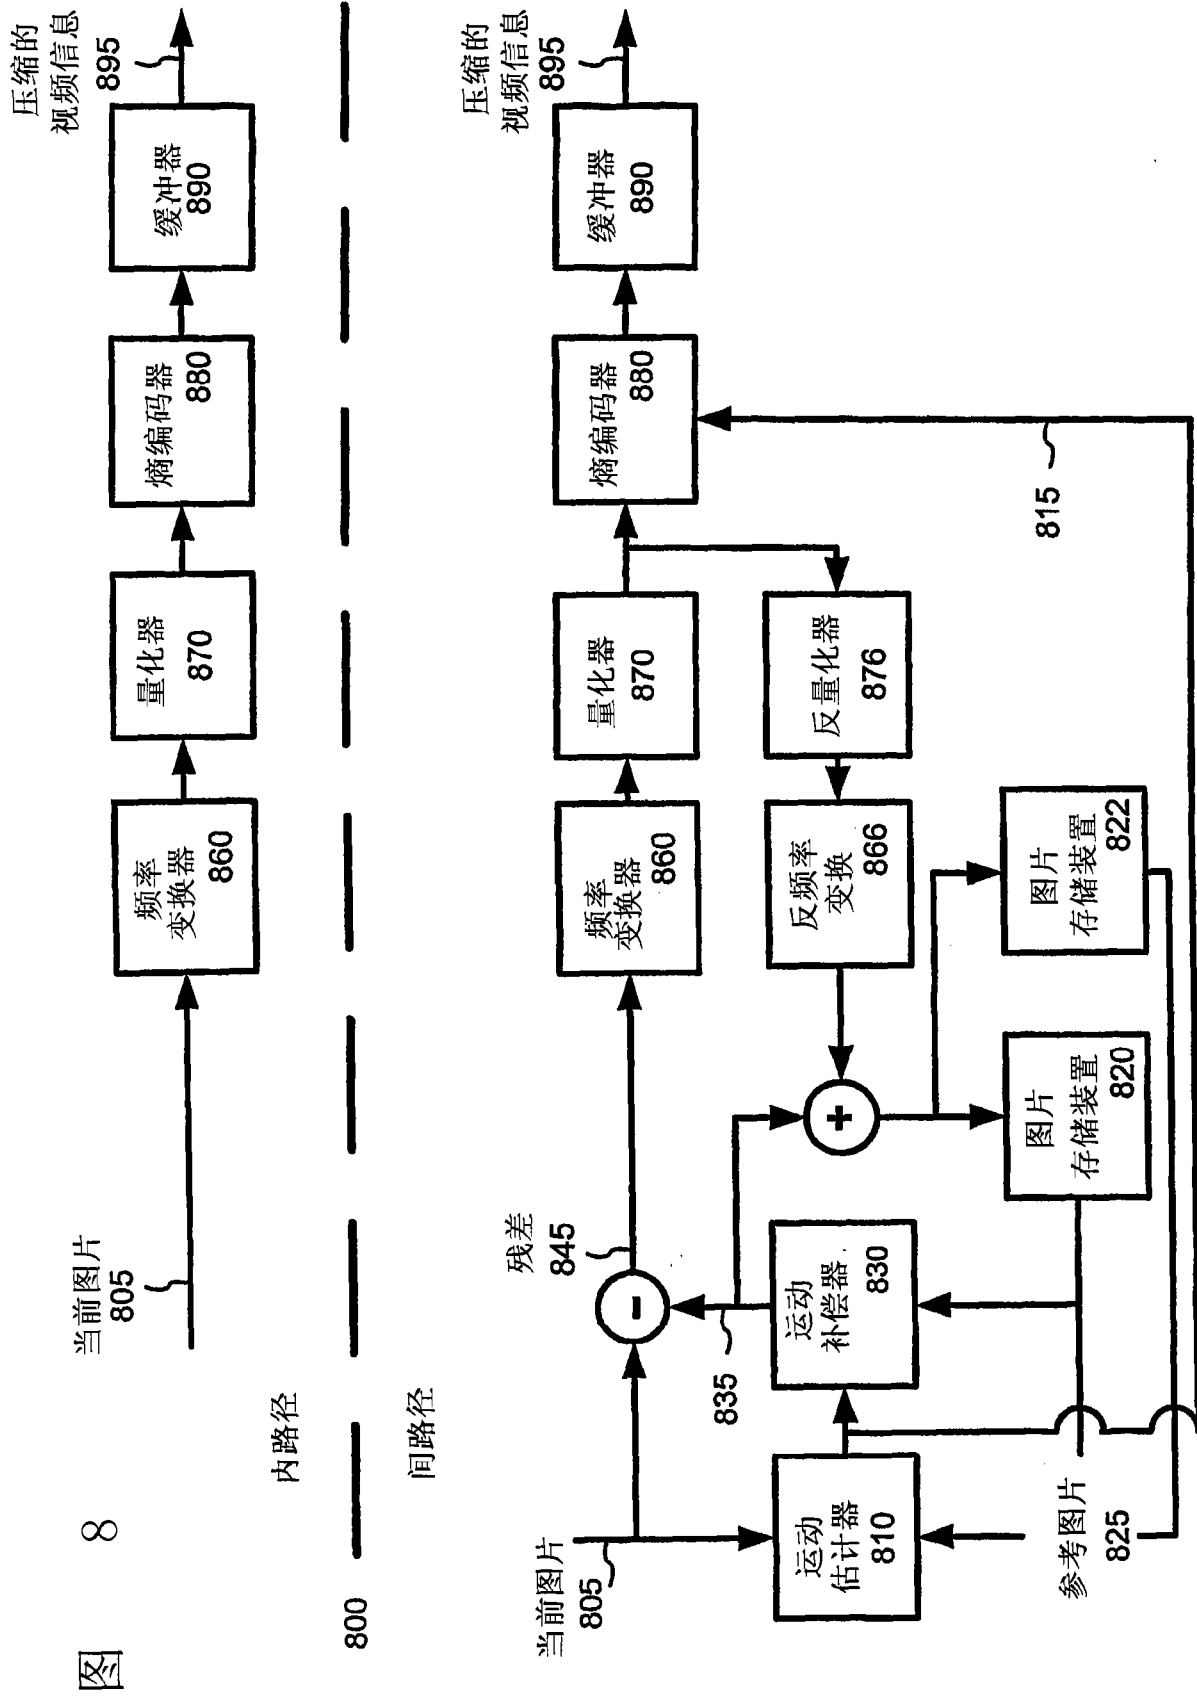 图 8
当前图片
805
频率
变换器
860
量化器
870
熵编码器
880
缓冲器
890
压缩的
视频信息
895
内路径
800
间路径
当前图片
805
残差
845
-
频率
变换器
860
量化器
870
熵编码器
880
缓冲器
890
压缩的
视频信息
895
运动
估计器
810
835
运动
补偿器
830
+
反频率
变换
866
反量化器
876
815
参考图片
825
图片
存储装置
820
图片
存储装置
822